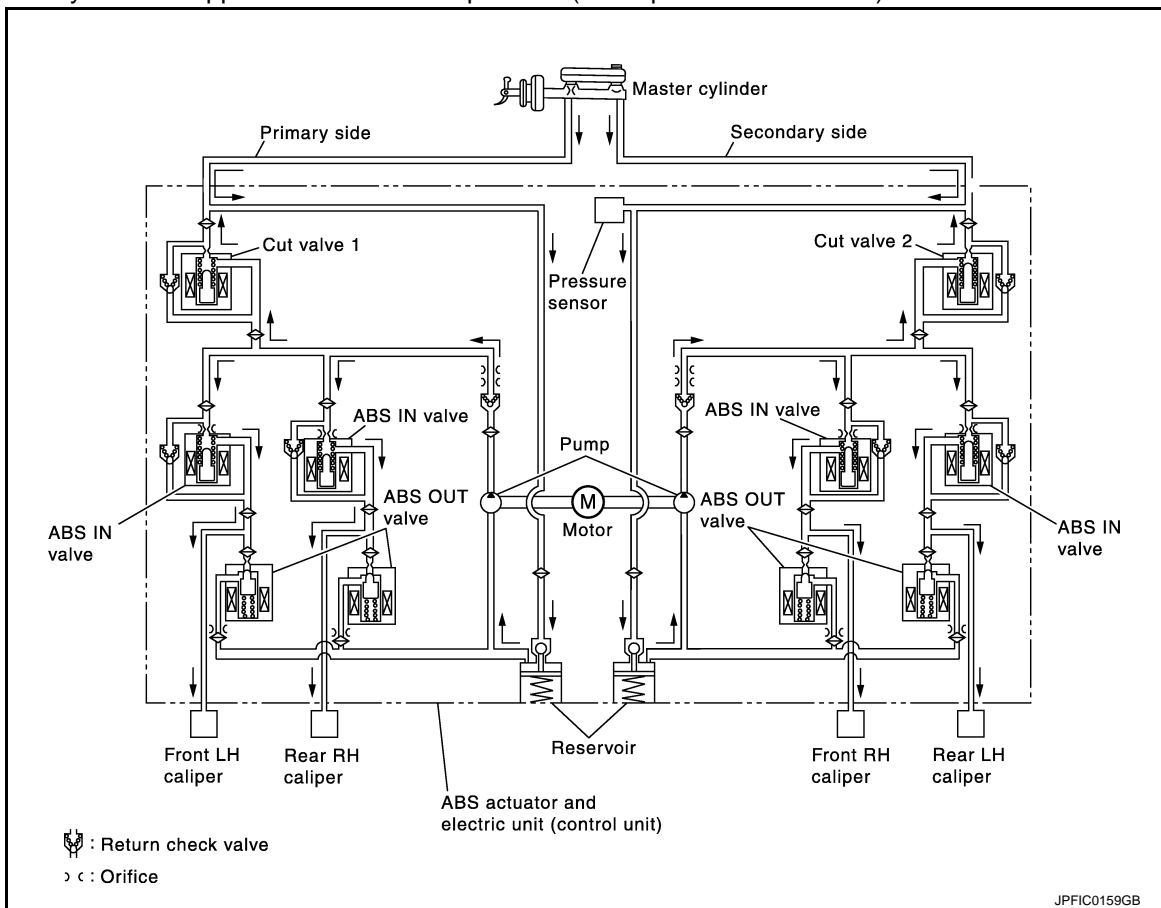 Master cylinder
Primary side
Secondary side
Cut valve 1
Cut valve 2
Pressure
sensor
ABS IN valve
ABS IN valve
Pump
ABS OUT
valve
M
Motor
ABS OUT
valve
ABS IN
valve
ABS IN
valve
Reservoir
Front LH
caliper
Rear RH
caliper
Front RH
caliper
Rear LH
caliper
ABS actuator and
electric unit (control unit)
: Return check valve
: Orifice
JPFIC0159GB